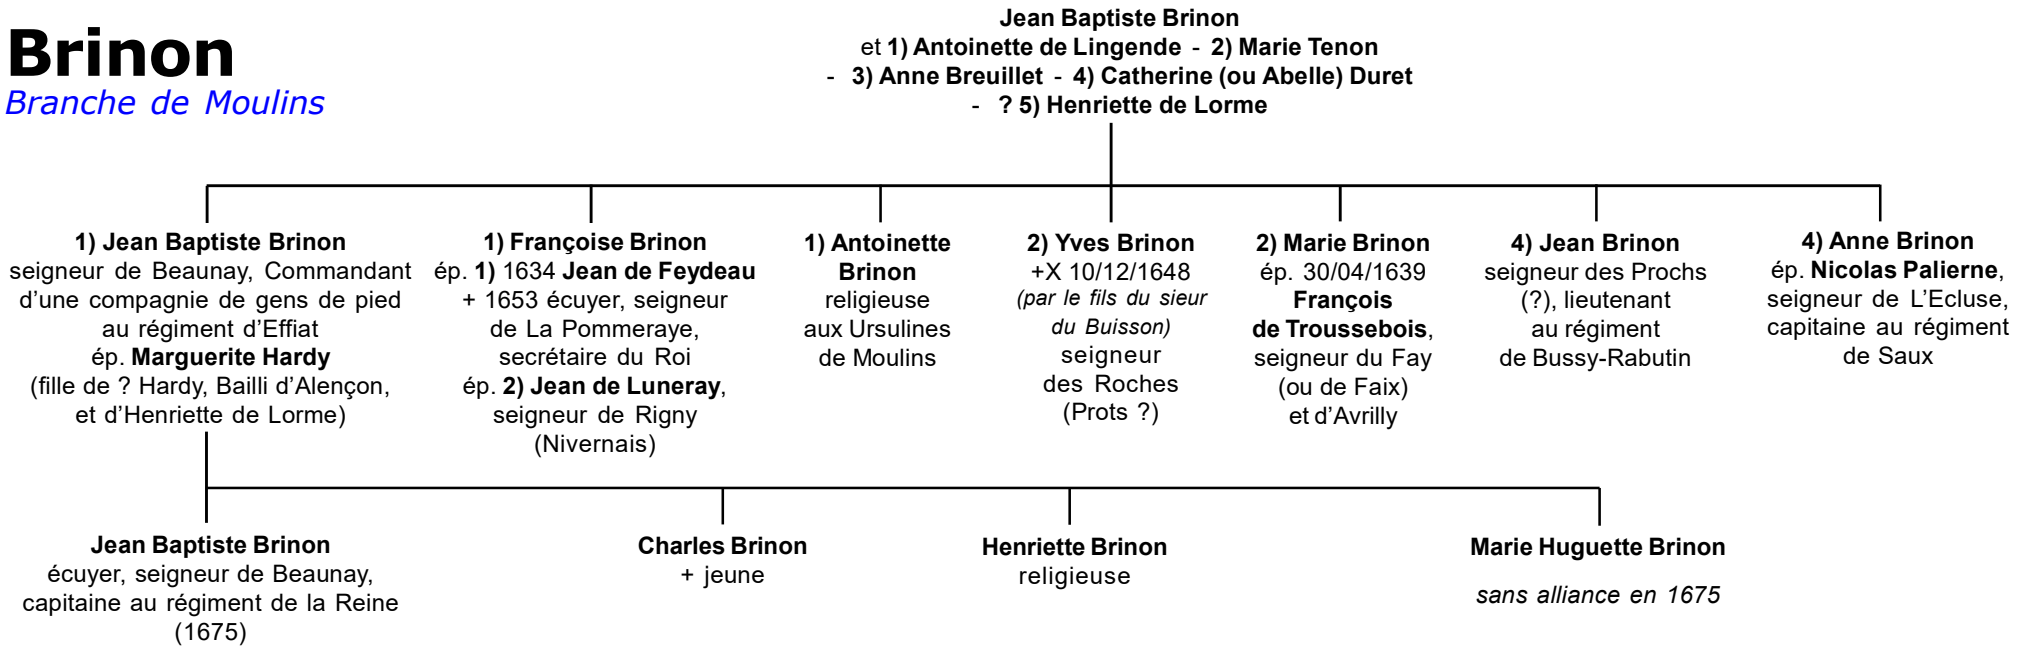 Brinon
Branche de Moulins
Jean Baptiste Brinon
et 1) Antoinette de Lingende - 2) Marie Tenon
- 3) Anne Breuillet - 4) Catherine (ou Abelle) Duret
- ? 5) Henriette de Lorme
1) Jean Baptiste Brinon
seigneur de Beaunay, Commandant
d'une compagnie de gens de pied
au régiment d'Effiat
ép. Marguerite Hardy
(fille de ? Hardy, Bailli d'Alençon,
et d'Henriette de Lorme)
1) Françoise Brinon
ép. 1) 1634 Jean de Feydeau
+ 1653 écuyer, seigneur
de La Pommeraye,
secrétaire du Roi
ép. 2) Jean de Luneray,
seigneur de Rigny
(Nivernais)
1) Antoinette
Brinon
religieuse
aux Ursulines
de Moulins
2) Yves Brinon
+X 10/12/1648
(par le fils du sieur
du Buisson)
seigneur
des Roches
(Prots ?)
2) Marie Brinon
ép. 30/04/1639
François
de Troussebois,
seigneur du Fay
(ou de Faix)
et d'Avrilly
4) Jean Brinon
seigneur des Prochs
(?), lieutenant
au régiment
de Bussy-Rabutin
4) Anne Brinon
ép. Nicolas Palierne,
seigneur de L'Ecluse,
capitaine au régiment
de Saux
Jean Baptiste Brinon
écuyer, seigneur de Beaunay,
capitaine au régiment de la Reine
(1675)
Charles Brinon
+ jeune
Henriette Brinon
religieuse
Marie Huguette Brinon
sans alliance en 1675